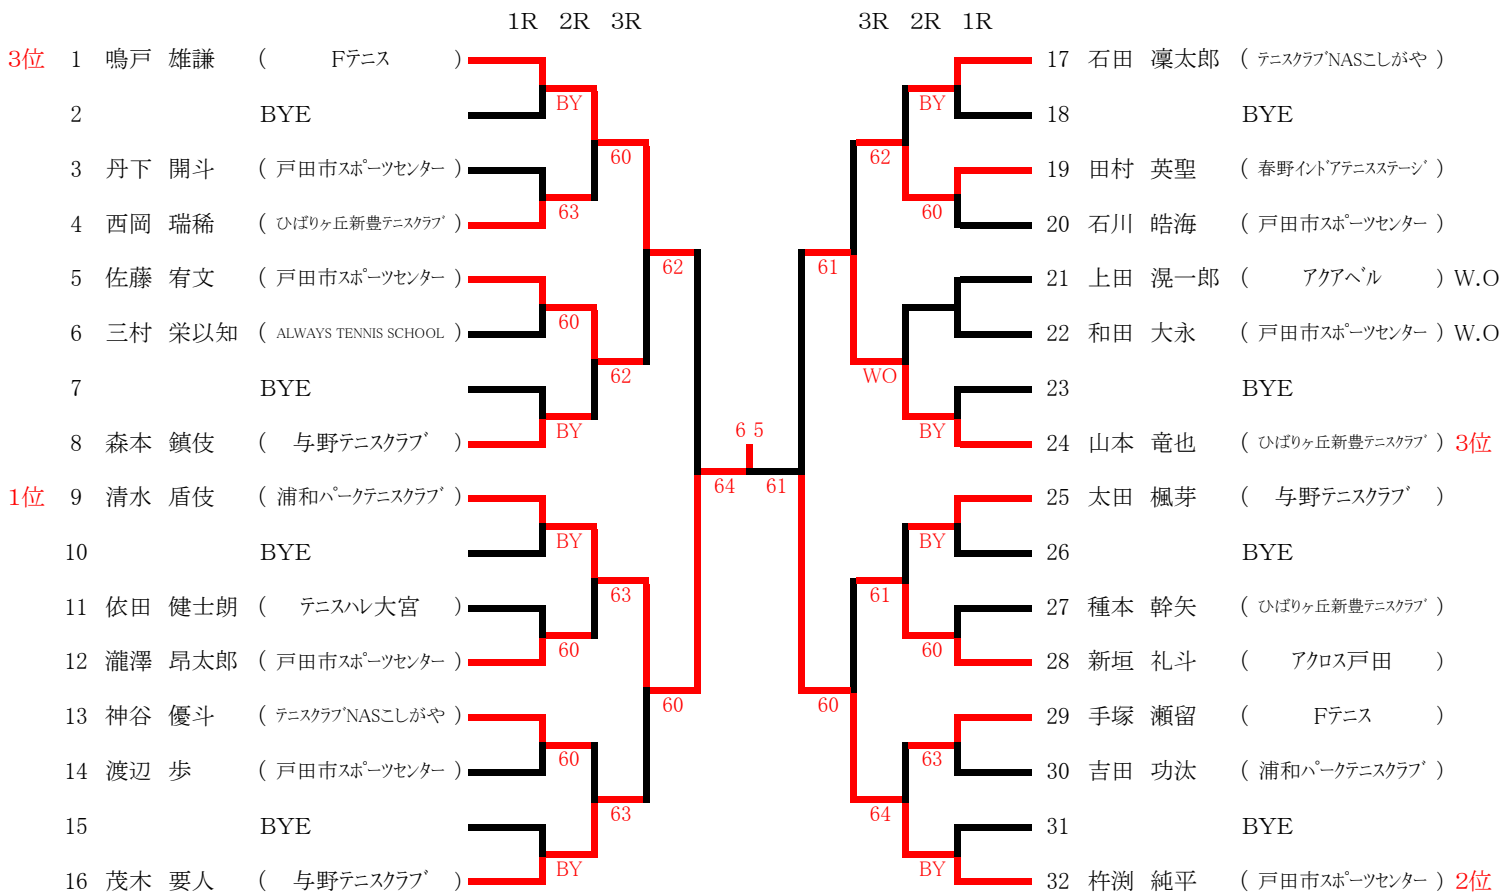 1R 2R 3R 3R 2R 1R
3位 1 鳴戸 雄謙 ( Fテニス ) 17 石田 凜太郎 ( テニスクラブNASこしがや )
BY BY
2 BYE 18 BYE
60 62
3 丹下 開斗 ( 戸田市スポーツセンター ) 19 田村 英聖 ( 春野インドアテニスステージ )
63 60
4 西岡 瑞稀 ( ひばりヶ丘新豊テニスクラブ ) 20 石川 皓海 ( 戸田市スポーツセンター )
62 61
5 佐藤 宥文 ( 戸田市スポーツセンター ) 21 上田 滉一郎 ( アクアヘル ) W.O
60
6 三村 栄以知 ( ALWAYS TENNIS SCHOOL ) 22 和田 大永 ( 戸田市スポーツセンター ) W.O
62 WO
7 BYE 23 BYE
BY 6 5 BY
8 森本 鎮伎 ( 与野テニスクラブ ) 24 山本 竜也 ( ひばりヶ丘新豊テニスクラブ ) 3位
64 61
1位 9 清水 盾伎 ( 浦和パークテニスクラブ ) 25 太田 楓芽 ( 与野テニスクラブ )
BY BY
10 BYE 26 BYE
63 61
11 依田 健士朗 ( テニスハレ大宮 ) 27 種本 幹矢 ( ひばりヶ丘新豊テニスクラブ )
60 60
12 瀧澤 昂太郎 ( 戸田市スポーツセンター ) 28 新垣 礼斗 ( アクロス戸田 )
60 60
13 神谷 優斗 ( テニスクラブNASこしがや ) 29 手塚 瀬留 ( Fテニス )
60 63
14 渡辺 歩 ( 戸田市スポーツセンター ) 30 吉田 功汰 ( 浦和パークテニスクラブ )
63 64
15 BYE 31 BYE
BY BY
16 茂木 要人 ( 与野テニスクラブ ) 32 杵渕 純平 ( 戸田市スポーツセンター ) 2位